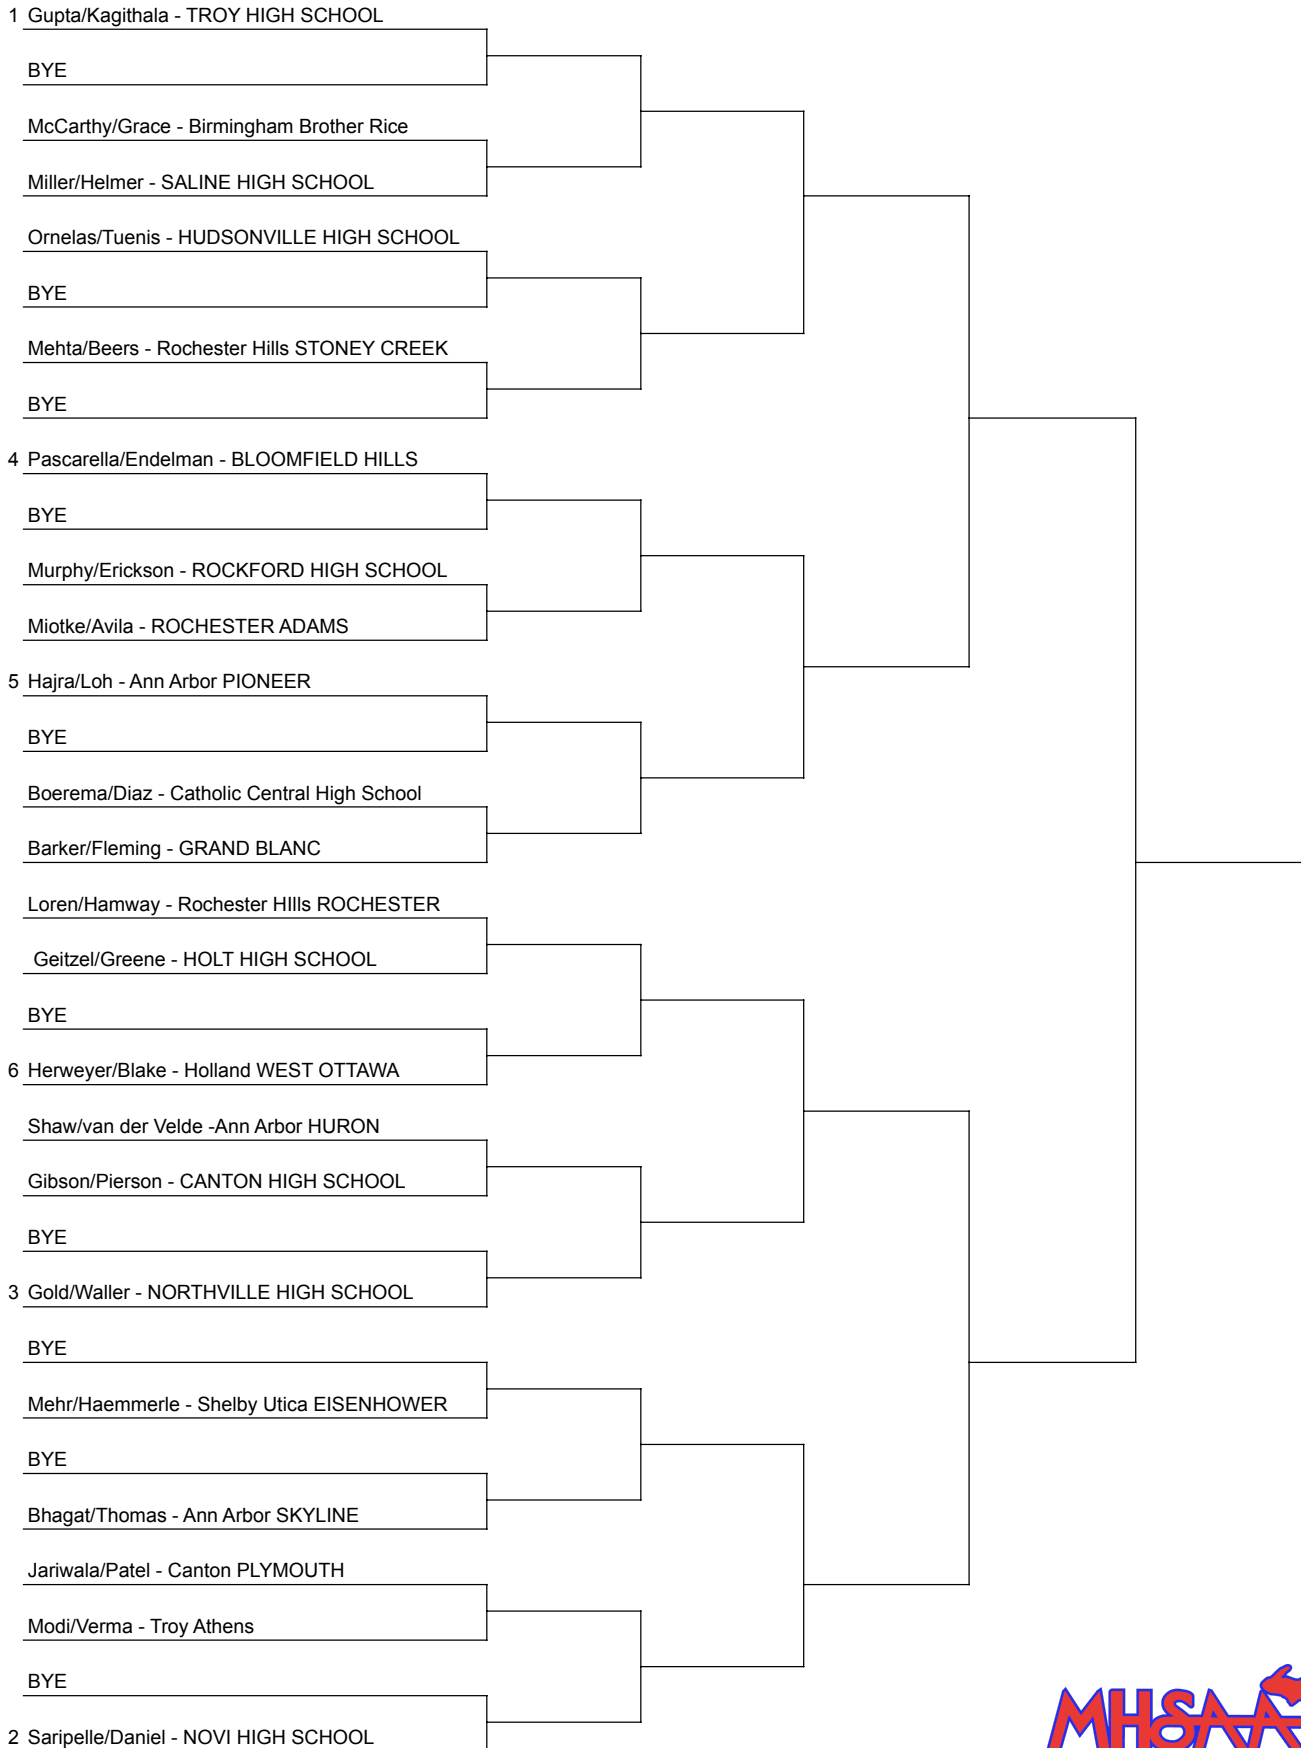 1 Gupta/Kagithala - TROY HIGH SCHOOL
BYE
McCarthy/Grace - Birmingham Brother Rice
Miller/Helmer - SALINE HIGH SCHOOL
Ornelas/Tuenis - HUDSONVILLE HIGH SCHOOL
BYE
Mehta/Beers - Rochester Hills STONEY CREEK
BYE
4 Pascarella/Endelman - BLOOMFIELD HILLS
BYE
Murphy/Erickson - ROCKFORD HIGH SCHOOL
Miotke/Avila - ROCHESTER ADAMS
5 Hajra/Loh - Ann Arbor PIONEER
BYE
Boerema/Diaz - Catholic Central High School
Barker/Fleming - GRAND BLANC
Loren/Hamway - Rochester HIlls ROCHESTER
Geitzel/Greene - HOLT HIGH SCHOOL
BYE
6 Herweyer/Blake - Holland WEST OTTAWA
Shaw/van der Velde -Ann Arbor HURON
Gibson/Pierson - CANTON HIGH SCHOOL
BYE
3 Gold/Waller - NORTHVILLE HIGH SCHOOL
BYE
Mehr/Haemmerle - Shelby Utica EISENHOWER
BYE
Bhagat/Thomas - Ann Arbor SKYLINE
Jariwala/Patel - Canton PLYMOUTH
Modi/Verma - Troy Athens
BYE
2 Saripelle/Daniel - NOVI HIGH SCHOOL
MHSAA